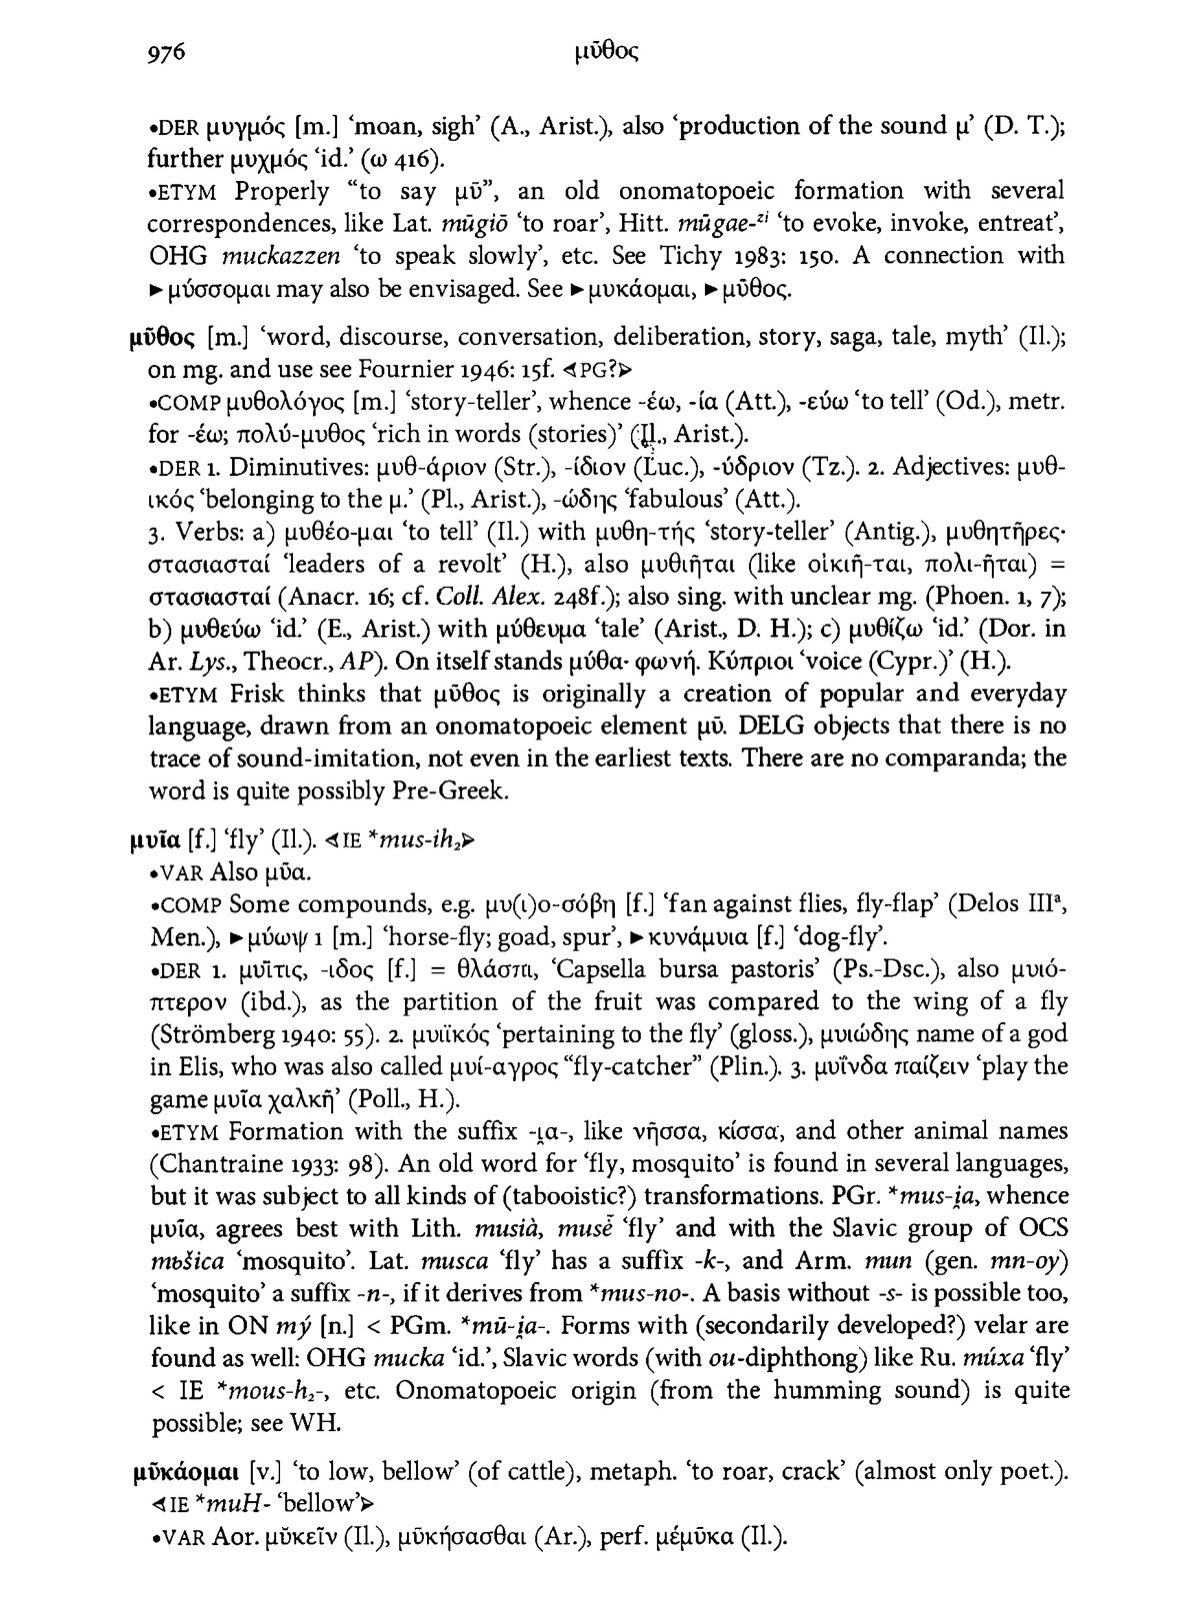 976 μῦθος
•DER μυγμός [m.] ‘moan, sigh’ (A., Arist.), also ‘production of the sound μ’ (D. T.);
further μυχμός ‘id.’ (ω 416).
•ETYM Properly “to say μῦ”, an old onomatopoeic formation with several
correspondences, like Lat. mūgiō ‘to roar’, Hitt. mūgae-ᶻⁱ ‘to evoke, invoke, entreat’,
OHG muckazzen ‘to speak slowly’, etc. See Tichy 1983: 150. A connection with
►μύσσομαι may also be envisaged. See ►μυκάομαι, ►μῦθος.
μῦθος [m.] ‘word, discourse, conversation, deliberation, story, saga, tale, myth’ (Il.);
on mg. and use see Fournier 1946: 15f. ⊲PG?⊳
•COMP μυθολόγος [m.] ‘story-teller’, whence -έω, -ία (Att.), -εύω ‘to tell’ (Od.), metr.
for -έω; πολύ-μυθος ‘rich in words (stories)’ (Il., Arist.).
•DER 1. Diminutives: μυθ-άριον (Str.), -ίδιον (Luc.), -ύδριον (Tz.). 2. Adjectives: μυθ-
ικός ‘belonging to the μ.’ (Pl., Arist.), -ώδης ‘fabulous’ (Att.).
3. Verbs: a) μυθέο-μαι ‘to tell’ (Il.) with μυθη-τής ‘story-teller’ (Antig.), μυθητῆρες·
στασιασταί ‘leaders of a revolt’ (H.), also μυθιῆται (like οἰκιῆ-ται, πολι-ῆται) =
στασιασταί (Anacr. 16; cf. Coll. Alex. 248f.); also sing. with unclear mg. (Phoen. 1, 7);
b) μυθεύω ‘id.’ (E., Arist.) with μύθευμα ‘tale’ (Arist., D. H.); c) μυθίζω ‘id.’ (Dor. in
Ar. Lys., Theocr., AP). On itself stands μύθα· φωνή. Κύπριοι ‘voice (Cypr.)’ (H.).
•ETYM Frisk thinks that μῦθος is originally a creation of popular and everyday
language, drawn from an onomatopoeic element μῦ. DELG objects that there is no
trace of sound-imitation, not even in the earliest texts. There are no comparanda; the
word is quite possibly Pre-Greek.
μυῖα [f.] ‘fly’ (Il.). ⊲IE *mus-ih₂⊳
•VAR Also μῦα.
•COMP Some compounds, e.g. μυ(ι)ο-σόβη [f.] ‘fan against flies, fly-flap’ (Delos IIIᵃ,
Men.), ►μύωψ 1 [m.] ‘horse-fly; goad, spur’, ►κυνάμυια [f.] ‘dog-fly’.
•DER 1. μυῖτις, -ιδος [f.] = θλάσπι, ‘Capsella bursa pastoris’ (Ps.-Dsc.), also μυιό-
πτερον (ibd.), as the partition of the fruit was compared to the wing of a fly
(Strömberg 1940: 55). 2. μυιϊκός ‘pertaining to the fly’ (gloss.), μυιώδης name of a god
in Elis, who was also called μυί-αγρος “fly-catcher” (Plin.). 3. μυΐνδα παίζειν ‘play the
game μυῖα χαλκῆ’ (Poll., H.).
•ETYM Formation with the suffix -i̯α-, like νῆσσα, κίσσα, and other animal names
(Chantraine 1933: 98). An old word for ‘fly, mosquito’ is found in several languages,
but it was subject to all kinds of (tabooistic?) transformations. PGr. *mus-i̯a, whence
μυῖα, agrees best with Lith. musià, musẽ ‘fly’ and with the Slavic group of OCS
mъšica ‘mosquito’. Lat. musca ‘fly’ has a suffix -k-, and Arm. mun (gen. mn-oy)
‘mosquito’ a suffix -n-, if it derives from *mus-no-. A basis without -s- is possible too,
like in ON mý [n.] < PGm. *mū-i̯a-. Forms with (secondarily developed?) velar are
found as well: OHG mucka ‘id.’, Slavic words (with ou-diphthong) like Ru. múxa ‘fly’
< IE *mous-h₂-, etc. Onomatopoeic origin (from the humming sound) is quite
possible; see WH.
μῡκάομαι [v.] ‘to low, bellow’ (of cattle), metaph. ‘to roar, crack’ (almost only poet.).
⊲IE *muH- ‘bellow’⊳
•VAR Aor. μῠκεῖν (Il.), μῡκήσασθαι (Ar.), perf. μέμῡκα (Il.).